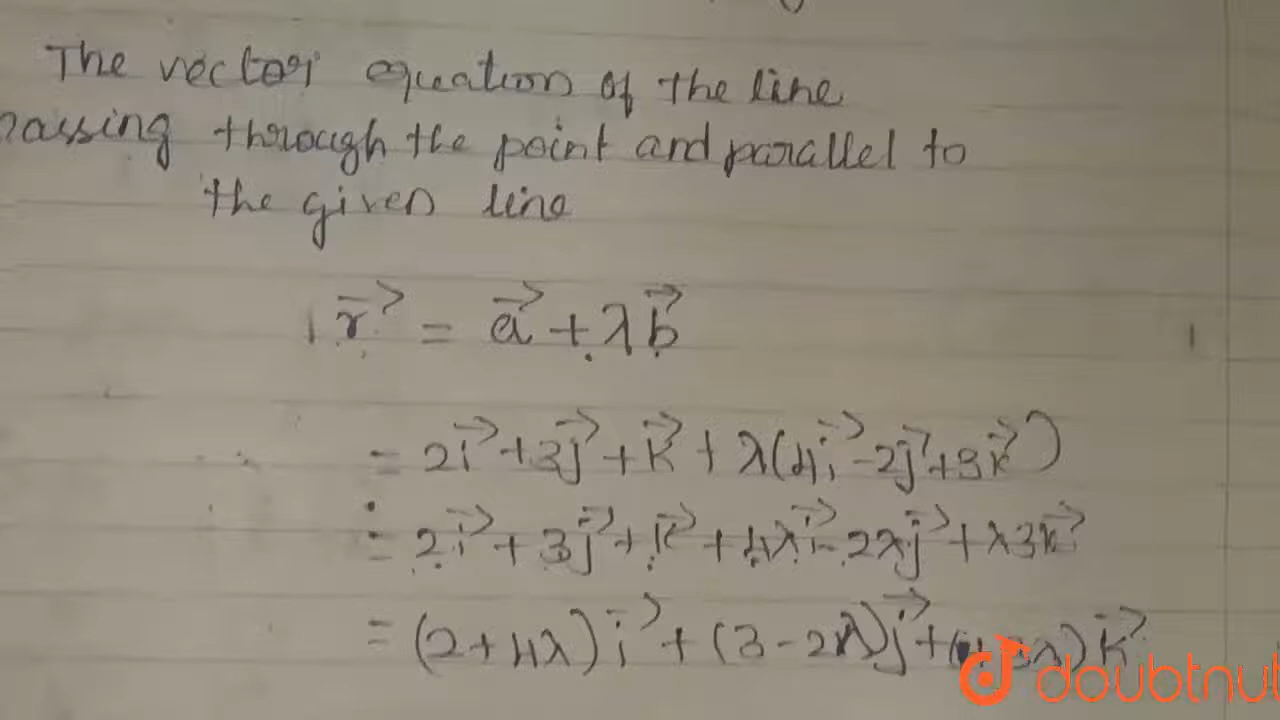 The vector equation of the line
passing through the point and parallel to
the given line
r⃗ = a⃗ + λb⃗
= 2i⃗ + 3j⃗ + k⃗ + λ(4i⃗ - 2j⃗ + 3k⃗)
= 2i⃗ + 3j⃗ + k⃗ + 4λi⃗ - 2λj⃗ + λ3k⃗
= (2+4λ)i⃗ + (3-2λ)j⃗ + (1+3λ)k⃗
doubtnut